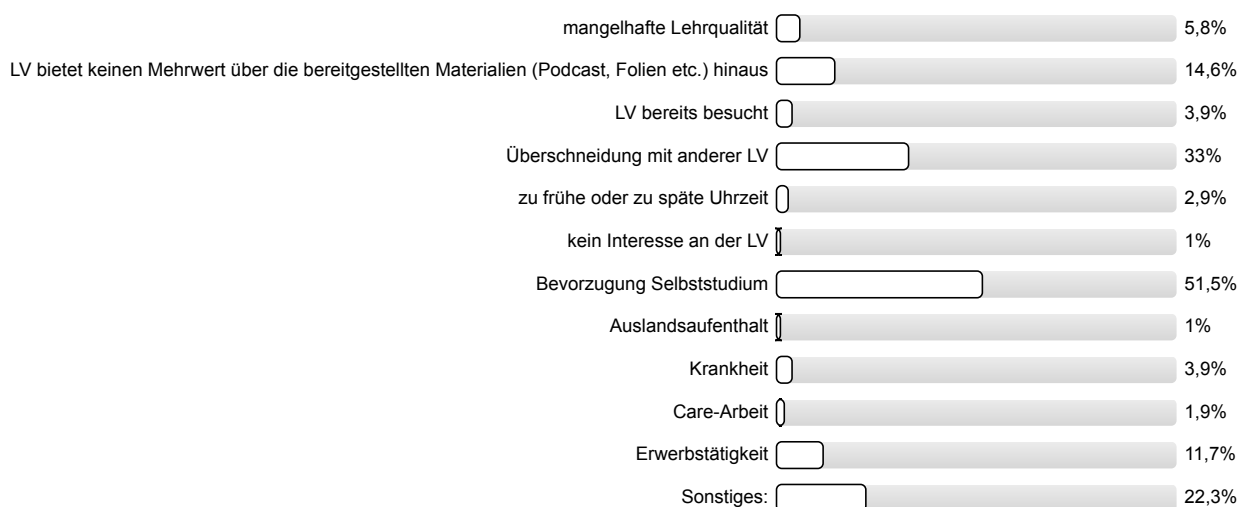 mangelhafte Lehrqualität 5,8%
LV bietet keinen Mehrwert über die bereitgestellten Materialien (Podcast, Folien etc.) hinaus 14,6%
LV bereits besucht 3,9%
Überschneidung mit anderer LV 33%
zu frühe oder zu späte Uhrzeit 2,9%
kein Interesse an der LV 1%
Bevorzugung Selbststudium 51,5%
Auslandsaufenthalt 1%
Krankheit 3,9%
Care-Arbeit 1,9%
Erwerbstätigkeit 11,7%
Sonstiges: 22,3%